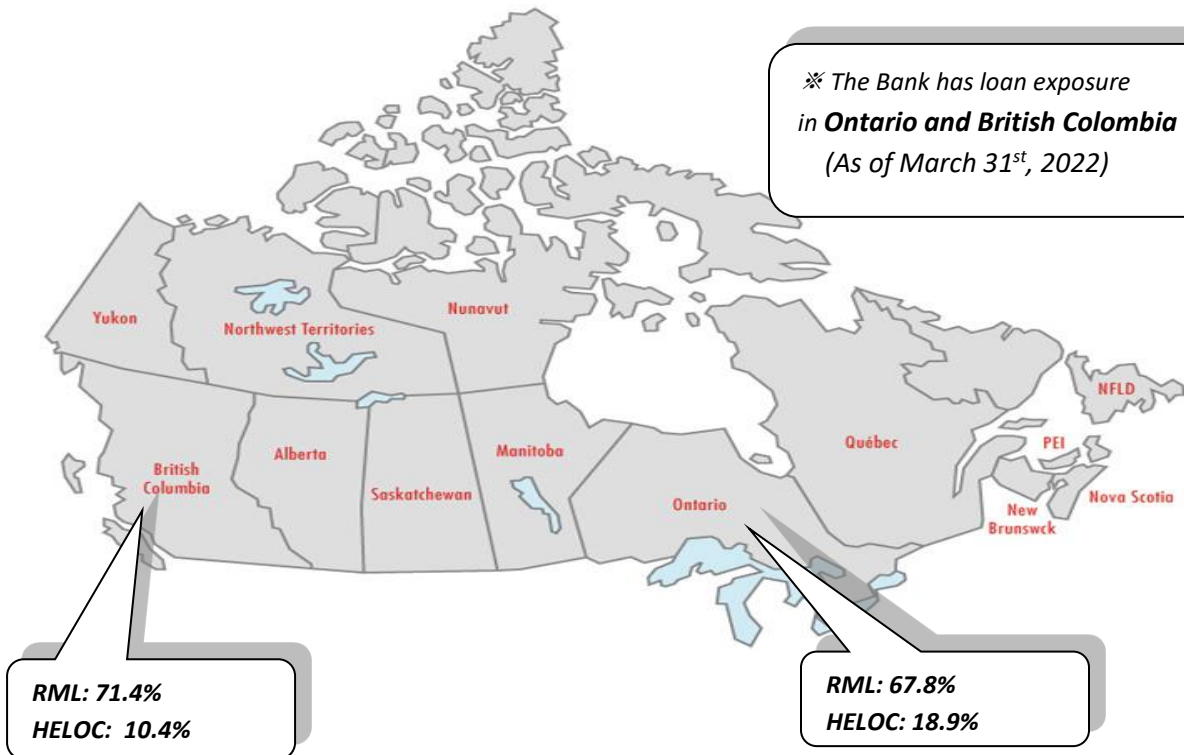 ※ The Bank has loan exposure
in Ontario and British Colombia
(As of March 31st, 2022)
Yukon
Northwest Territories
Nunavut
NFLD
British
Columbia
Alberta
Saskatchewan
Manitoba
Ontario
Québec
PEI
New
Brunswck
Nova Scotia
RML: 71.4%
HELOC: 10.4%
RML: 67.8%
HELOC: 18.9%